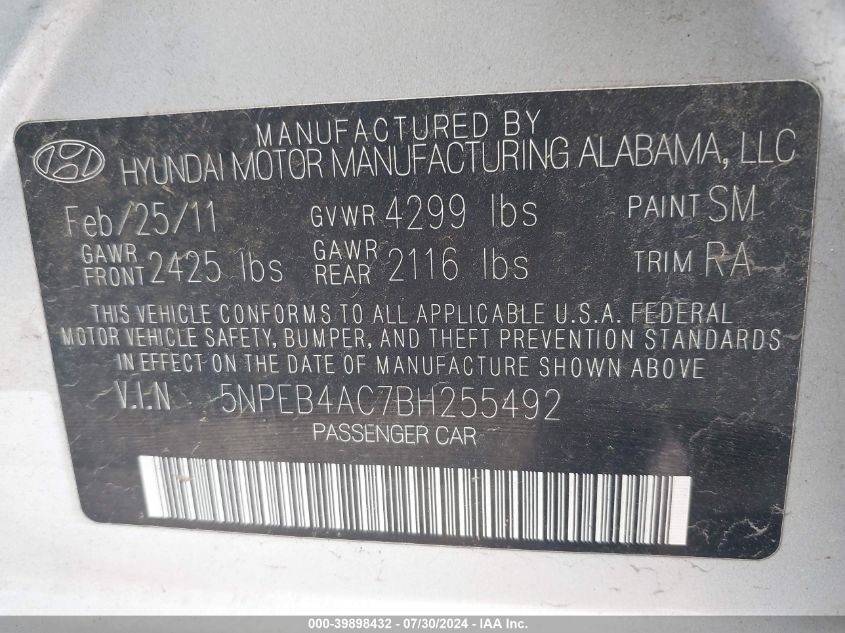 MANUFACTURED BY
HYUNDAI MOTOR MANUFACTURING ALABAMA, LLC
Feb/25/11 GVWR 4299 lbs PAINT SM
GAWR FRONT 2425 lbs GAWR REAR 2116 lbs TRIM RA
THIS VEHICLE CONFORMS TO ALL APPLICABLE U.S.A. FEDERAL
MOTOR VEHICLE SAFETY, BUMPER, AND THEFT PREVENTION STANDARDS
IN EFFECT ON THE DATE OF MANUFACTURE SHOWN ABOVE.
V.I.N 5NPEB4AC7BH255492
PASSENGER CAR
000-39898432 - 07/30/2024 - IAA Inc.